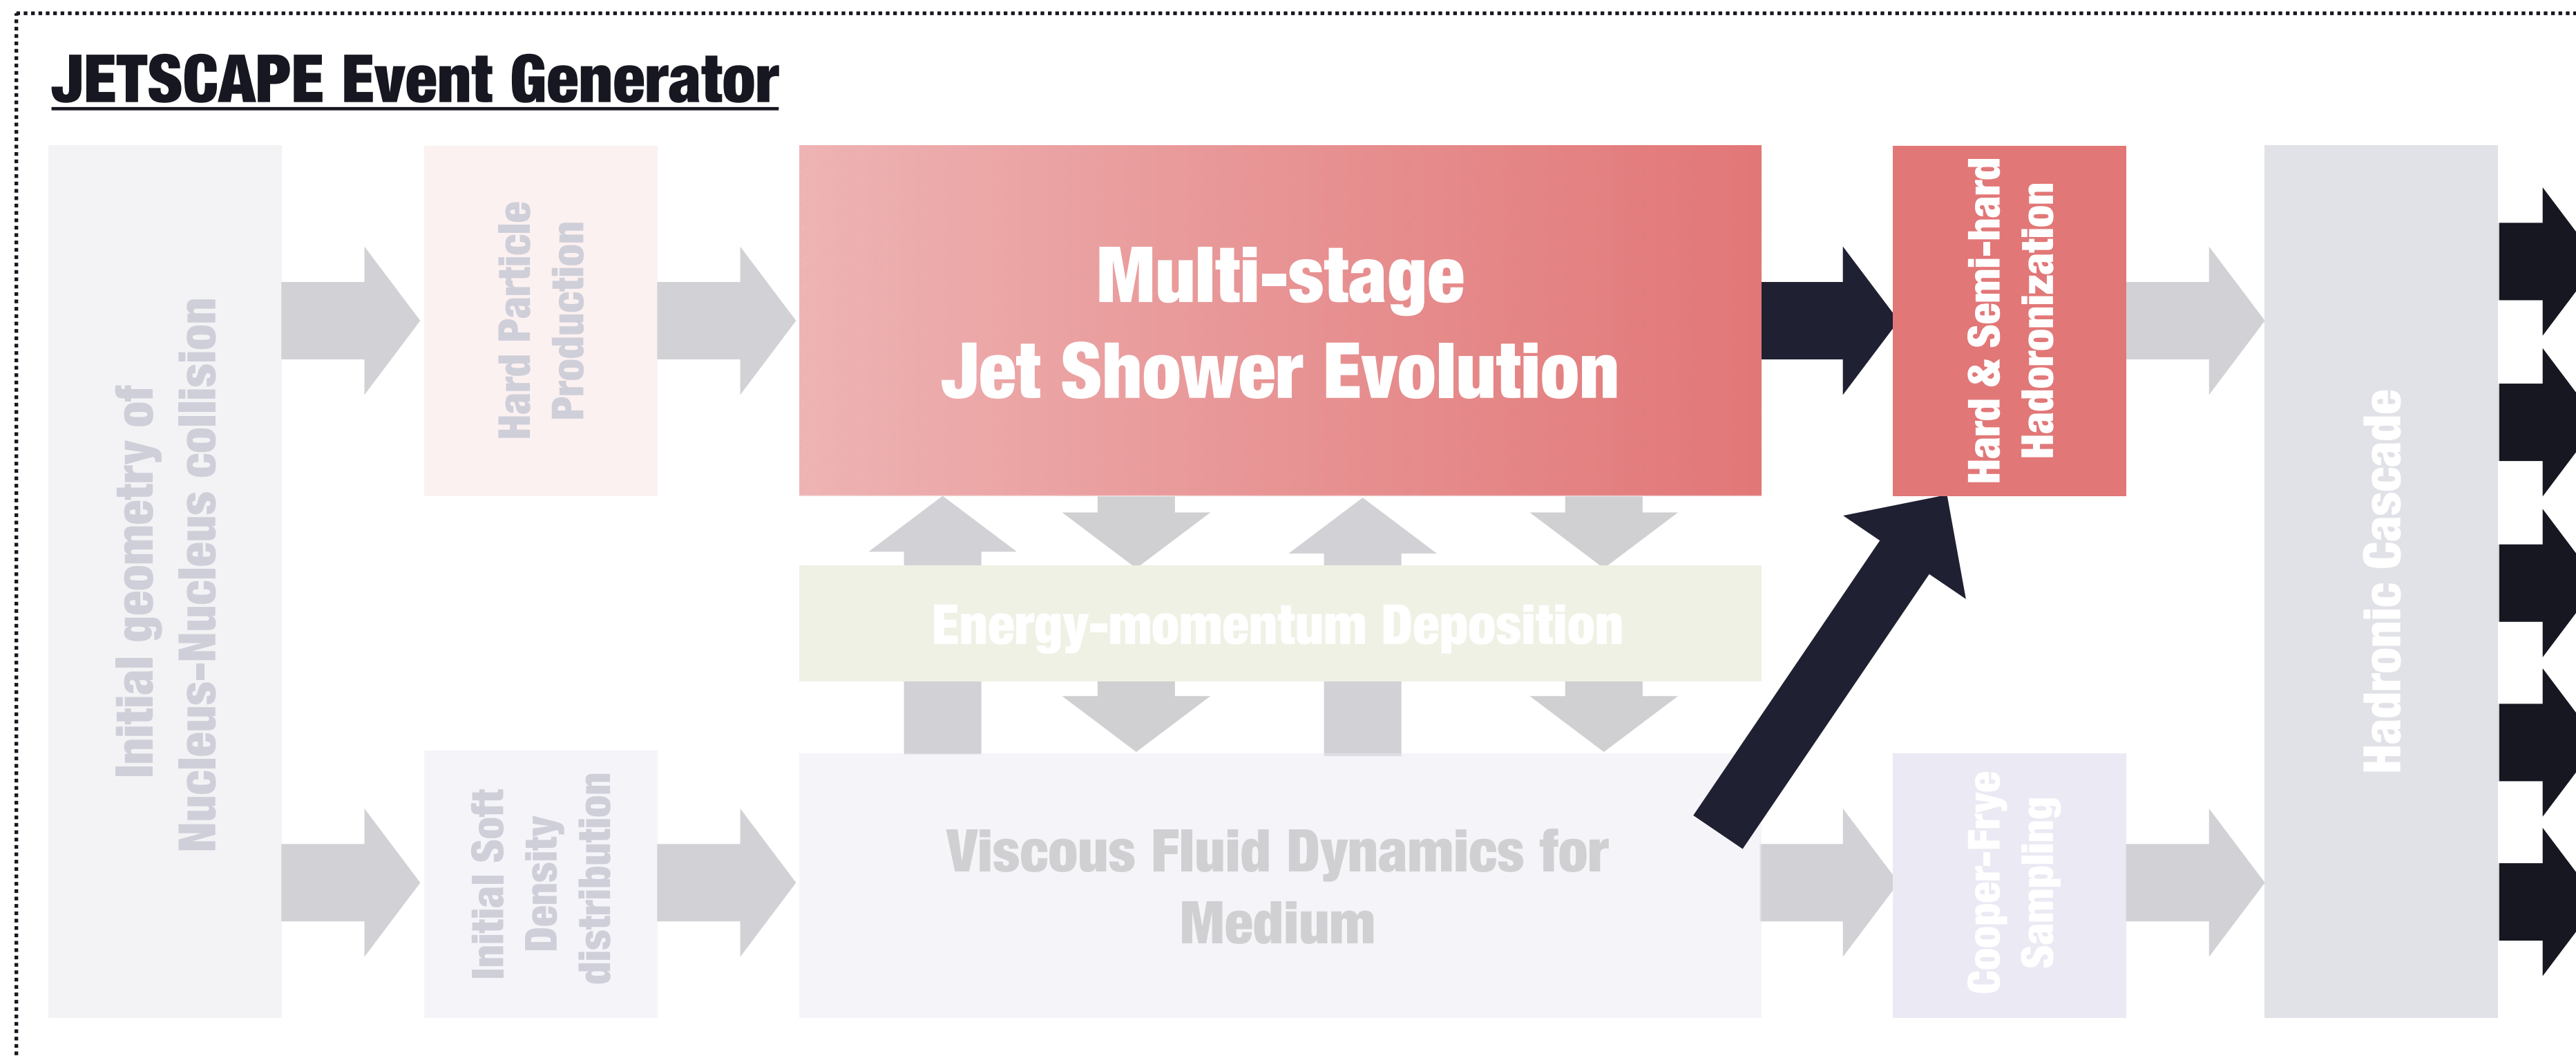 JETSCAPE Event Generator
Initial geometry of
Nucleus-Nucleus collision
Hard Particle
Production
Multi-stage
Jet Shower Evolution
Hard & Semi-hard
Hadoronization
Energy-momentum Deposition
Initial Soft
Density
distribution
Viscous Fluid Dynamics for
Medium
Cooper-Frye
Sampling
Hadronic Cascade